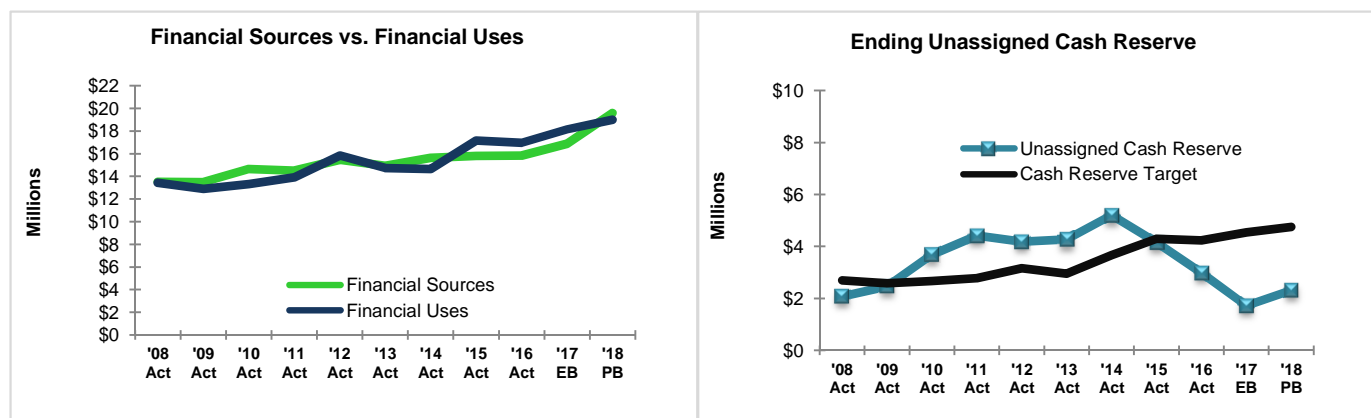 Financial Sources vs. Financial Uses
Millions
$22
$20
$18
$16
$14
$12
$10
$8
$6
$4
$2
$0
Financial Sources
Financial Uses
'08 '09 '10 '11 '12 '13 '14 '15 '16 '17 '18
Act Act Act Act Act Act Act Act Act EB PB
Ending Unassigned Cash Reserve
Millions
$10
$8
$6
$4
$2
$0
Unassigned Cash Reserve
Cash Reserve Target
'08 '09 '10 '11 '12 '13 '14 '15 '16 '17 '18
Act Act Act Act Act Act Act Act Act EB PB